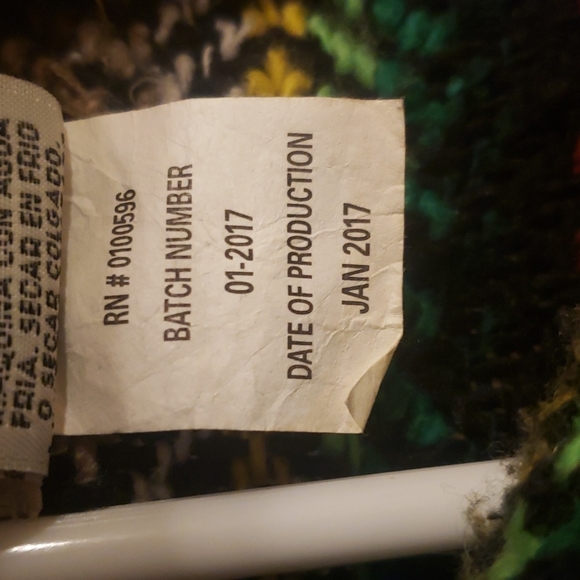 RN # 0100596
BATCH NUMBER
01-2017
DATE OF PRODUCTION
JAN 2017
CON AGUA
FRIA. SECAR EN FRIO
O SECAR COLGADO.